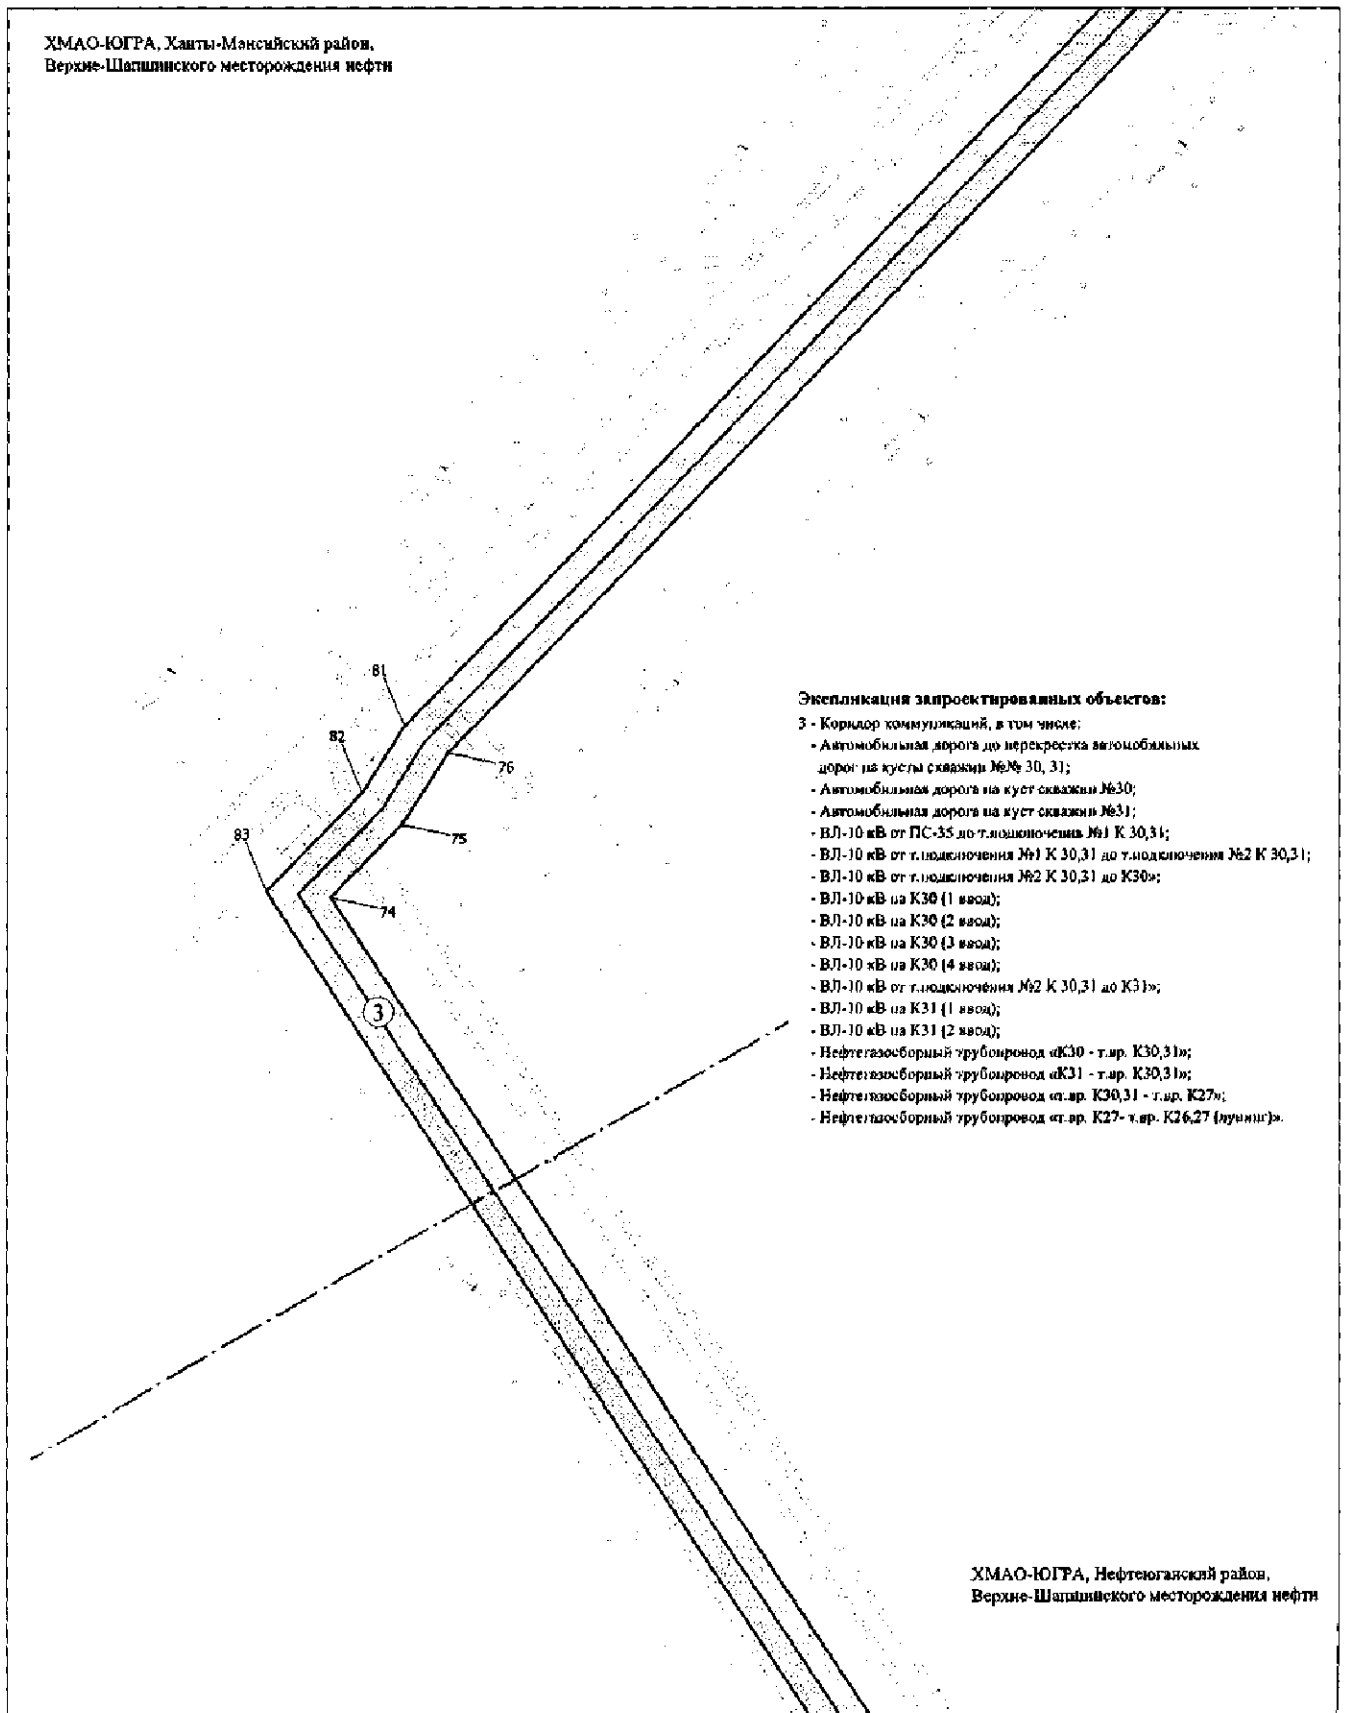 ХМАО-ЮГРА, Ханты-Мансийский район,
Верхне-Шапшинского месторождения нефти
81
82
76
83
75
74
3
Экспликация запроектированных объектов:
3 - Коридор коммуникаций, в том числе:
- Автомобильная дорога до перекрестка автомобильных
дорог на кусты скважин №№ 30, 31;
- Автомобильная дорога на куст скважин №30;
- Автомобильная дорога на куст скважин №31;
- ВЛ-10 кВ от ПС-35 до т.подключения №1 К 30,31;
- ВЛ-10 кВ от т.подключения №1 К 30,31 до т.подключения №2 К 30,31;
- ВЛ-10 кВ от т.подключения №2 К 30,31 до К30»;
- ВЛ-10 кВ на К30 (1 ввод);
- ВЛ-10 кВ на К30 (2 ввод);
- ВЛ-10 кВ на К30 (3 ввод);
- ВЛ-10 кВ на К30 (4 ввод);
- ВЛ-10 кВ от т.подключения №2 К 30,31 до К31»;
- ВЛ-10 кВ на К31 (1 ввод);
- ВЛ-10 кВ на К31 (2 ввод);
- Нефтегазосборный трубопровод «К30 - т.вр. К30,31»;
- Нефтегазосборный трубопровод «К31 - т.вр. К30,31»;
- Нефтегазосборный трубопровод «т.вр. К30,31 - т.вр. К27»;
- Нефтегазосборный трубопровод «т.вр. К27- т.вр. К26,27 (лупинг)».
ХМАО-ЮГРА, Нефтеюганский район,
Верхне-Шапшинского месторождения нефти